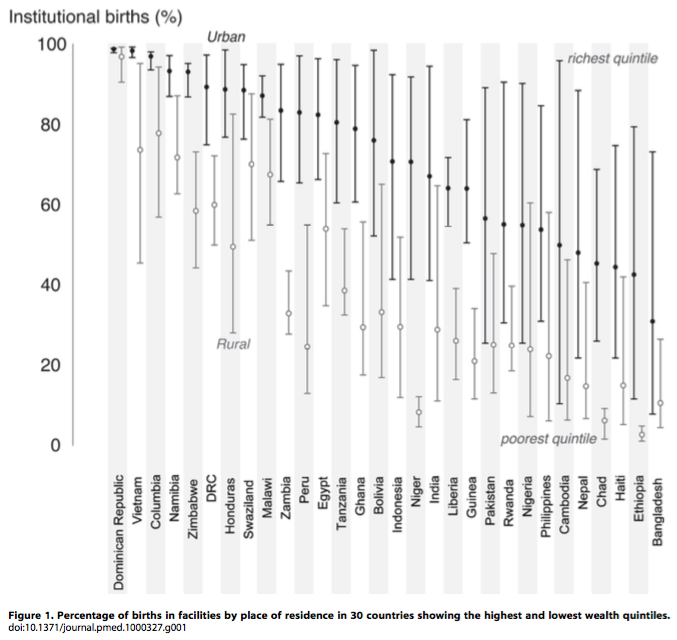 Institutional births (%)
100
80
60
40
20
0
Urban
richest quintile
Rural
poorest quintile
Dominican Republic
Vietnam
Columbia
Namibia
Zimbabwe
DRC
Honduras
Swaziland
Malawi
Zambia
Peru
Egypt
Tanzania
Ghana
Bolivia
Indonesia
Niger
India
Liberia
Guinea
Pakistan
Rwanda
Nigeria
Philippines
Cambodia
Nepal
Chad
Haiti
Ethiopia
Bangladesh
Figure 1. Percentage of births in facilities by place of residence in 30 countries showing the highest and lowest wealth quintiles.
doi:10.1371/journal.pmed.1000327.g001